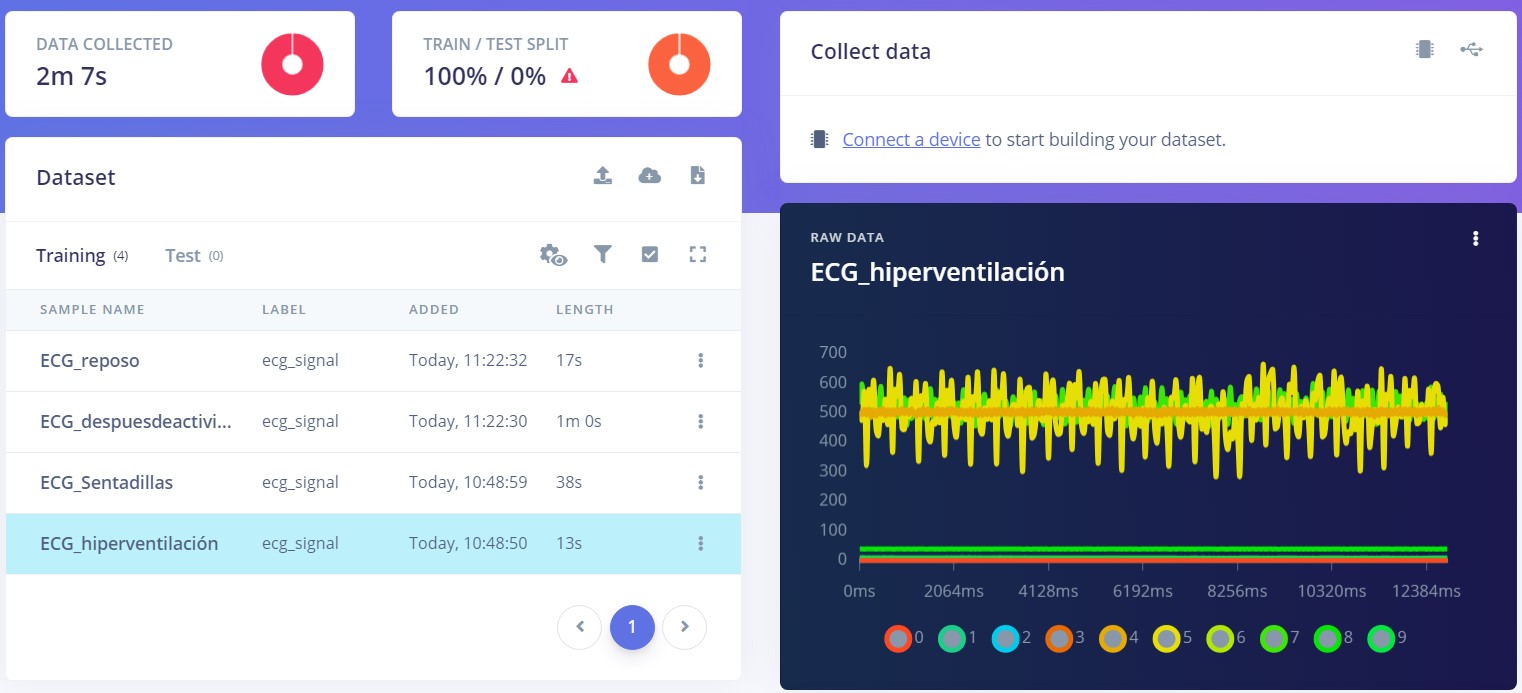 DATA COLLECTED
2m 7s
TRAIN / TEST SPLIT
100% / 0%
Collect data
Connect a device to start building your dataset.
Dataset
Training (4) Test (0)
SAMPLE NAME LABEL ADDED LENGTH
ECG_reposo ecg_signal Today, 11:22:32 17s
ECG_despuesdeactivi... ecg_signal Today, 11:22:30 1m 0s
ECG_Sentadillas ecg_signal Today, 10:48:59 38s
ECG_hiperventilación ecg_signal Today, 10:48:50 13s
1
RAW DATA
ECG_hiperventilación
700
600
500
400
300
200
100
0
0ms 2064ms 4128ms 6192ms 8256ms 10320ms 12384ms
0 1 2 3 4 5 6 7 8 9